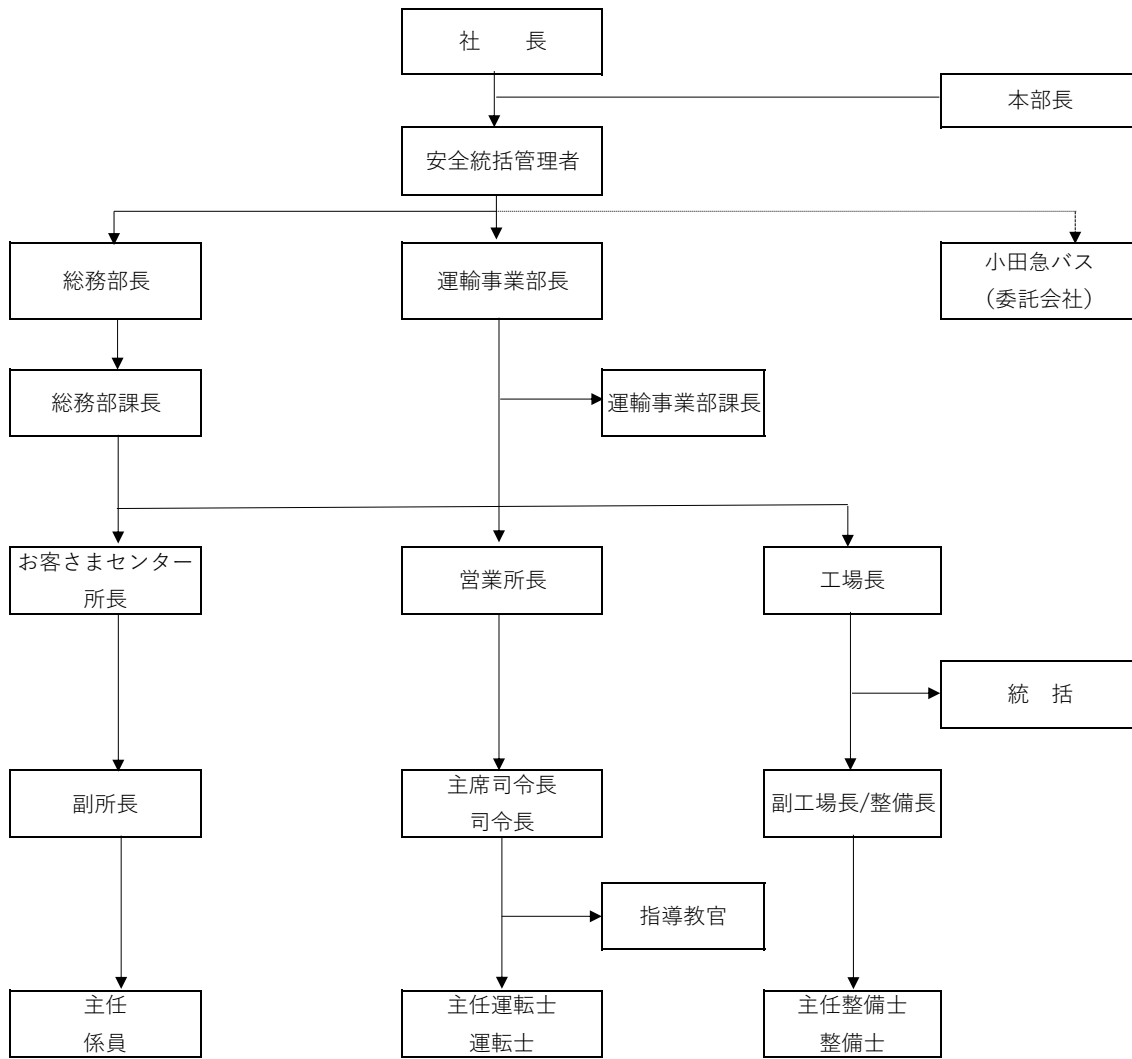 社　　長
本部長
安全統括管理者
総務部長
運輸事業部長
小田急バス
（委託会社）
総務部課長
運輸事業部課長
お客さまセンター
所長
営業所長
工場長
統　括
副所長
主席司令長
司令長
副工場長/整備長
指導教官
主任
係員
主任運転士
運転士
主任整備士
整備士